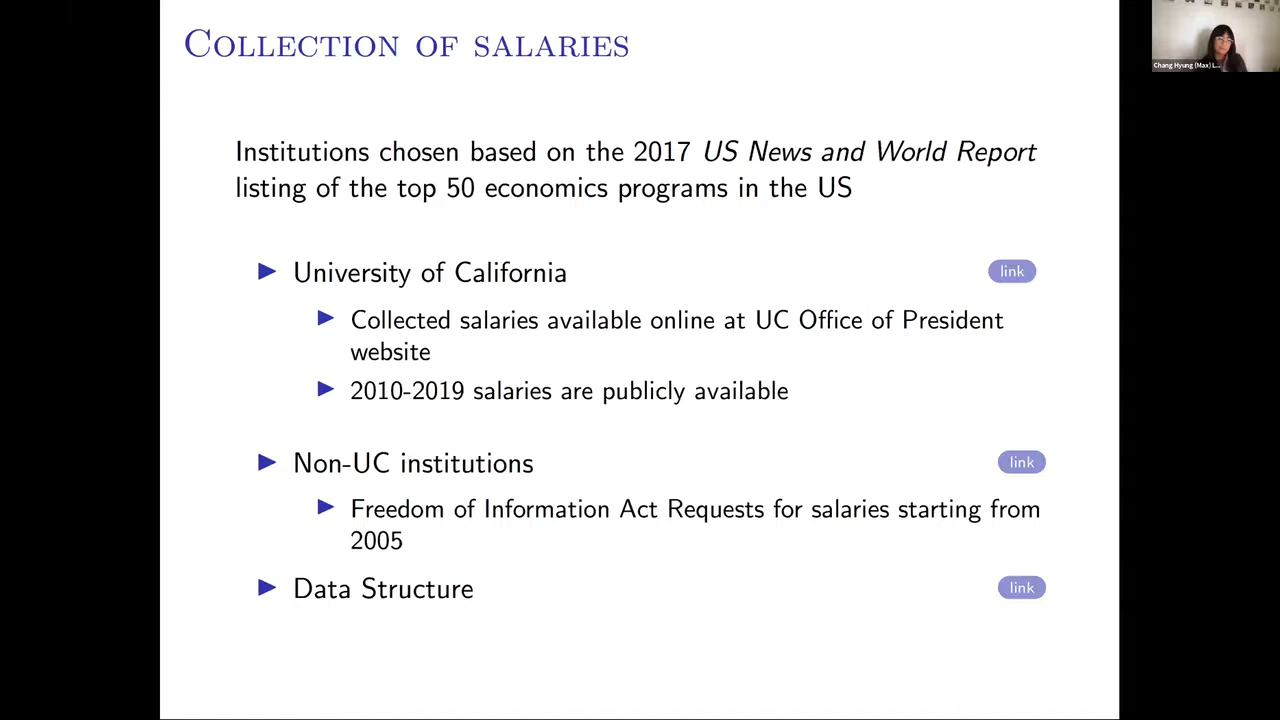 COLLECTION OF SALARIES
Chang Hyung (Max) L...
Institutions chosen based on the 2017 US News and World Report
listing of the top 50 economics programs in the US
University of California
link
Collected salaries available online at UC Office of President
website
2010-2019 salaries are publicly available
Non-UC institutions
link
Freedom of Information Act Requests for salaries starting from
2005
Data Structure
link